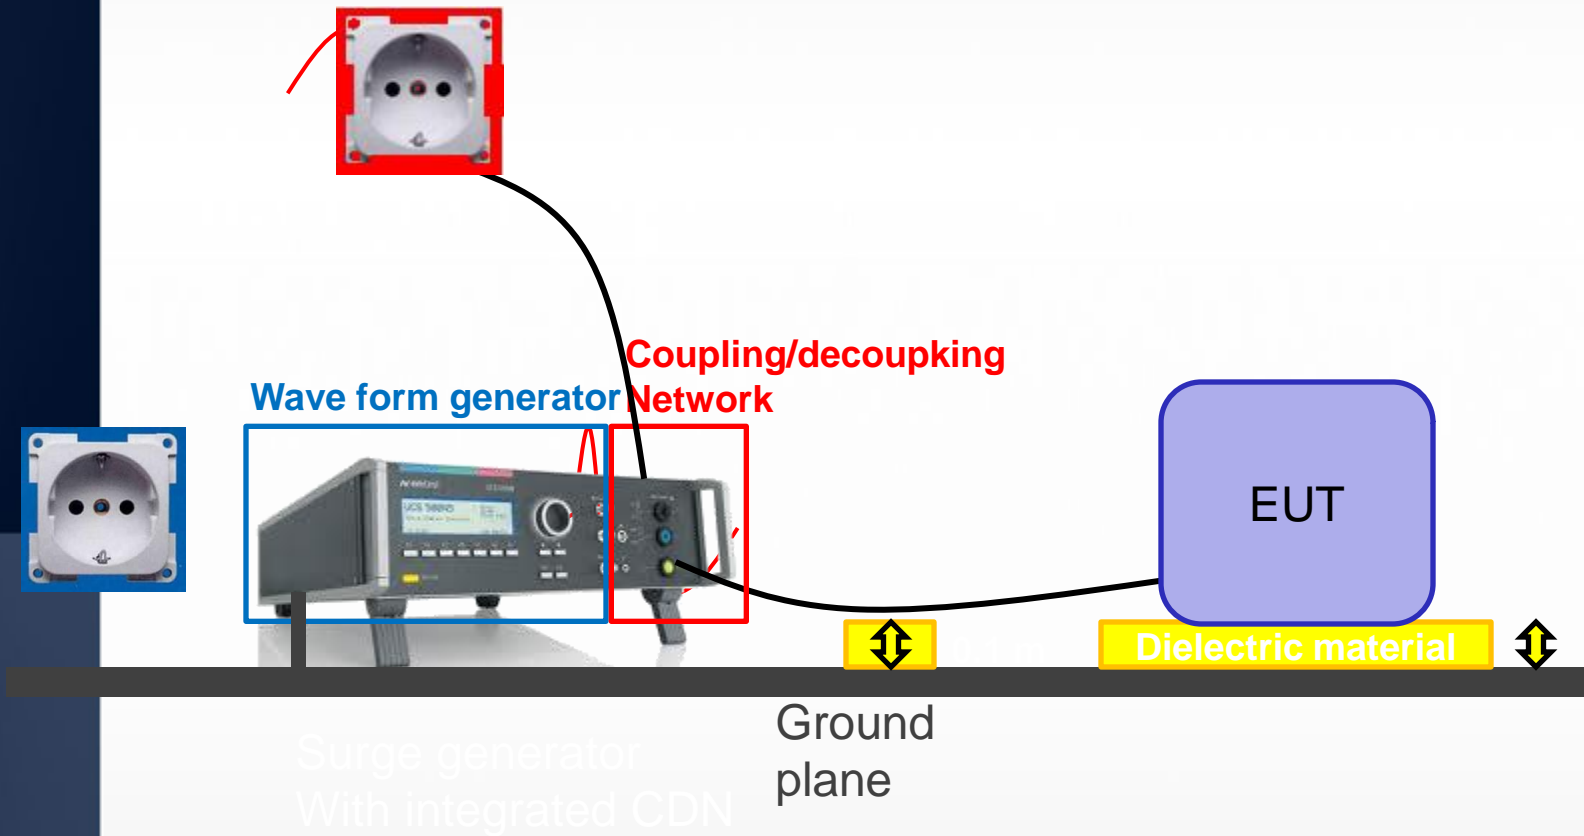 Coupling/decoupking
Wave form generator Network
EUT
Dielectric material
Ground
plane
Surge generator
With integrated CDN